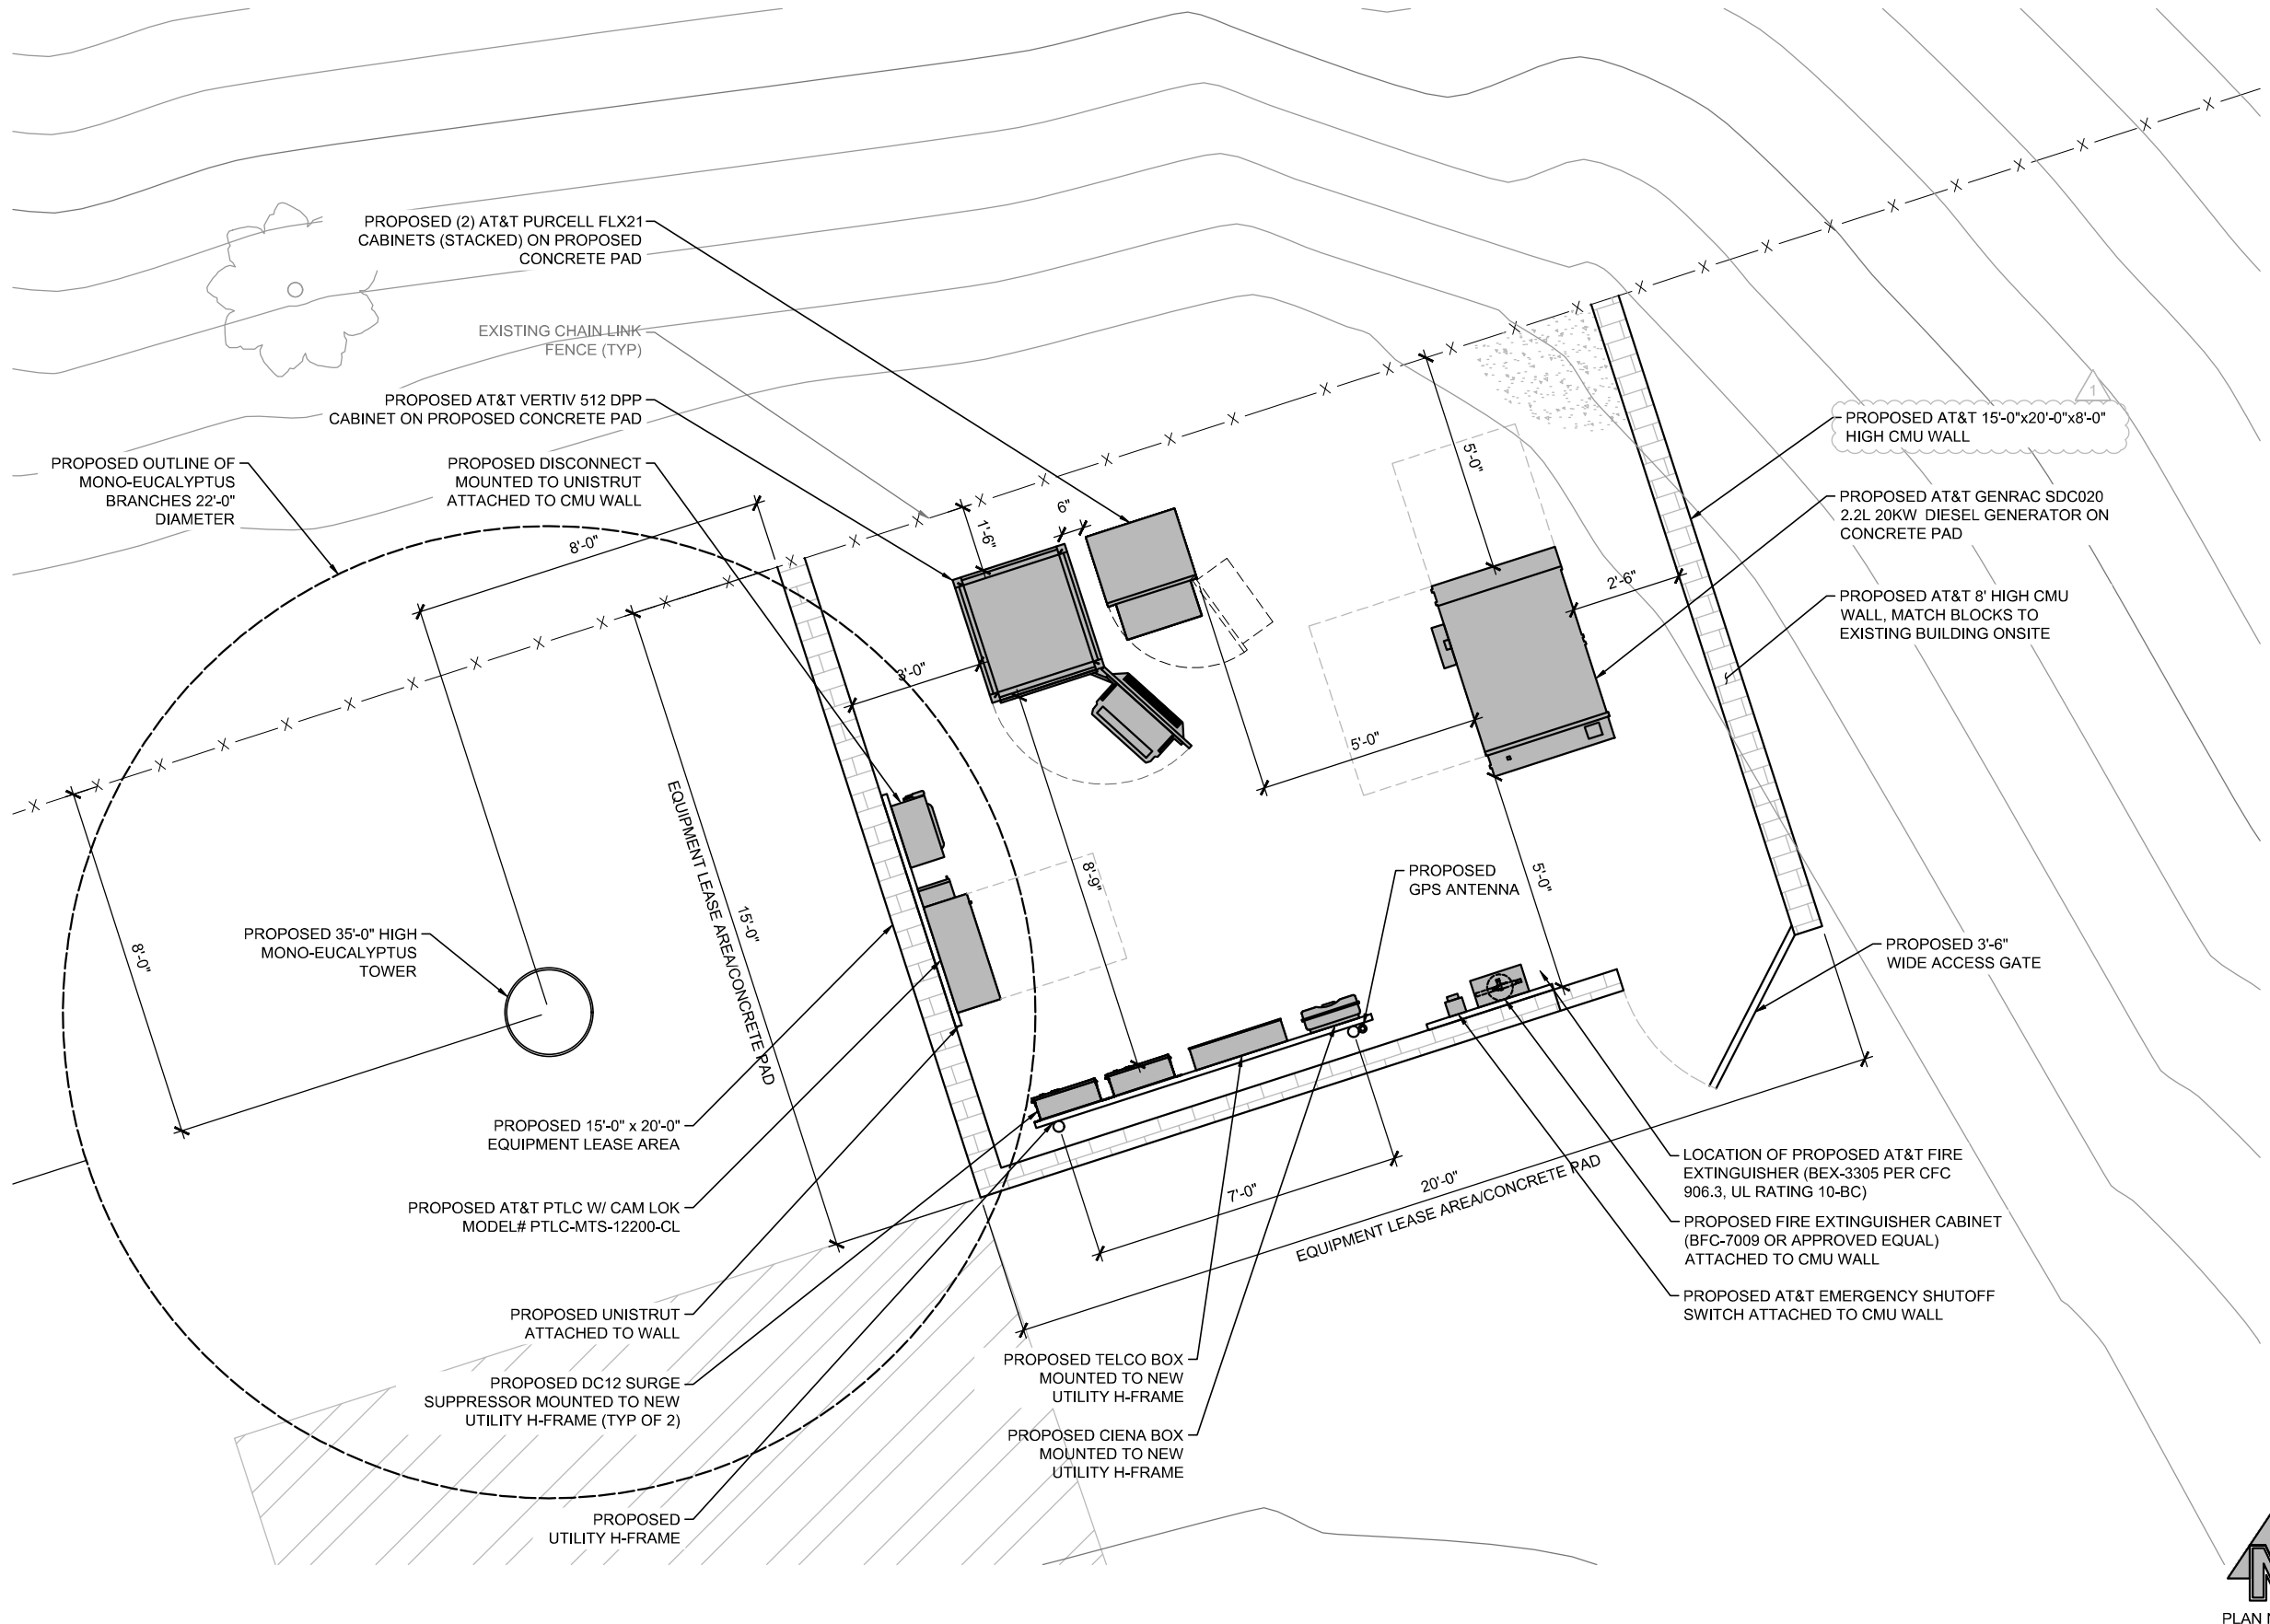 PROPOSED (2) AT&T PURCELL FLX21
CABINETS (STACKED) ON PROPOSED
CONCRETE PAD
EXISTING CHAIN LINK
FENCE (TYP)
PROPOSED AT&T VERTIV 512 DPP
CABINET ON PROPOSED CONCRETE PAD
PROPOSED OUTLINE OF
MONO-EUCALYPTUS
BRANCHES 22'-0"
DIAMETER
PROPOSED DISCONNECT
MOUNTED TO UNISTRUT
ATTACHED TO CMU WALL
1
PROPOSED AT&T 15'-0"x20'-0"x8'-0"
HIGH CMU WALL
PROPOSED AT&T GENRAC SDC020
2.2L 20KW DIESEL GENERATOR ON
CONCRETE PAD
PROPOSED AT&T 8' HIGH CMU
WALL, MATCH BLOCKS TO
EXISTING BUILDING ONSITE
8'-0"
1'-6"
6"
5'-0"
2'-6"
3'-0"
5'-0"
8'-9"
5'-0"
8'-0"
15'-0"
EQUIPMENT LEASE AREA/CONCRETE PAD
PROPOSED
GPS ANTENNA
PROPOSED 35'-0" HIGH
MONO-EUCALYPTUS
TOWER
PROPOSED 3'-6"
WIDE ACCESS GATE
PROPOSED 15'-0" x 20'-0"
EQUIPMENT LEASE AREA
PROPOSED AT&T PTLC W/ CAM LOK
MODEL# PTLC-MTS-12200-CL
PROPOSED UNISTRUT
ATTACHED TO WALL
PROPOSED DC12 SURGE
SUPPRESSOR MOUNTED TO NEW
UTILITY H-FRAME (TYP OF 2)
PROPOSED
UTILITY H-FRAME
7'-0"
20'-0"
EQUIPMENT LEASE AREA/CONCRETE PAD
PROPOSED TELCO BOX
MOUNTED TO NEW
UTILITY H-FRAME
PROPOSED CIENA BOX
MOUNTED TO NEW
UTILITY H-FRAME
LOCATION OF PROPOSED AT&T FIRE
EXTINGUISHER (BEX-3305 PER CFC
906.3, UL RATING 10-BC)
PROPOSED FIRE EXTINGUISHER CABINET
(BFC-7009 OR APPROVED EQUAL)
ATTACHED TO CMU WALL
PROPOSED AT&T EMERGENCY SHUTOFF
SWITCH ATTACHED TO CMU WALL
PLAN